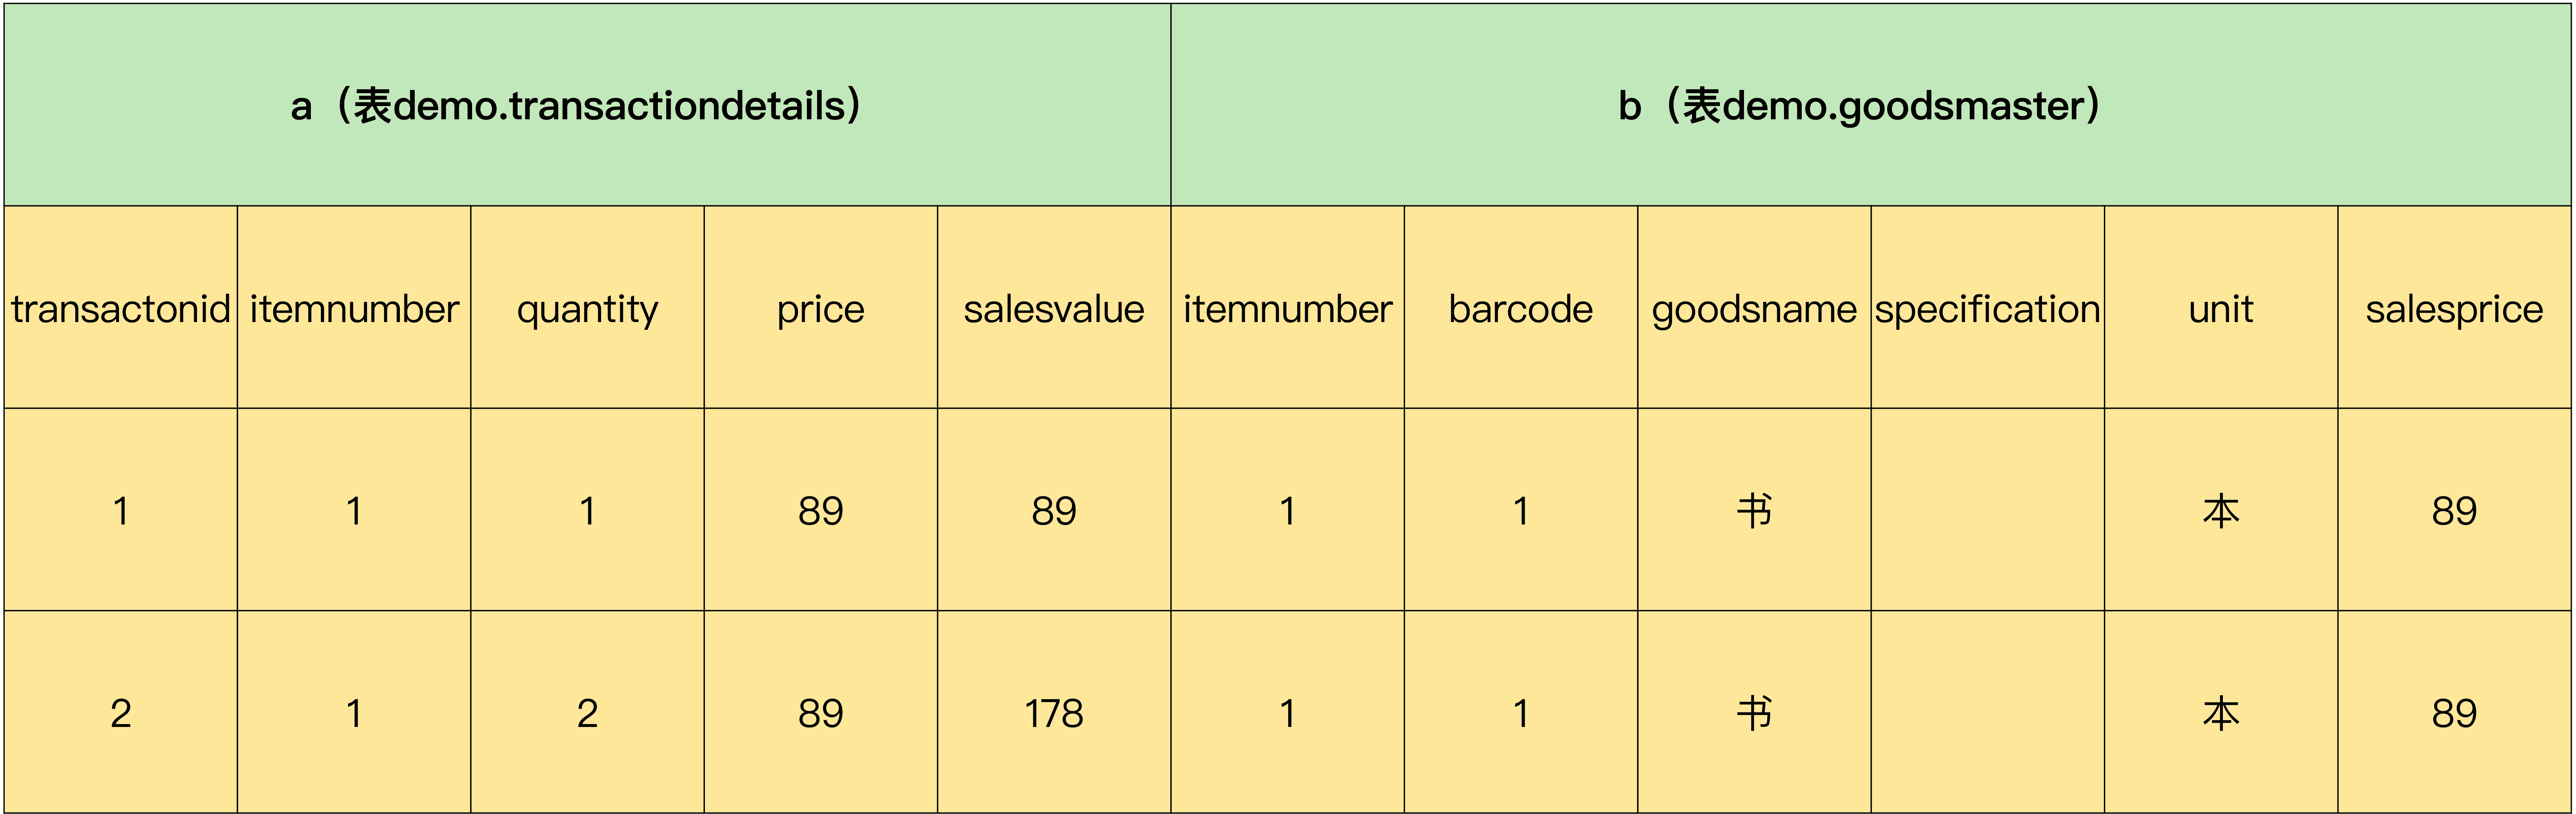 a（表demo.transactiondetails） b（表demo.goodsmaster）
transactonid itemnumber quantity price salesvalue itemnumber barcode goodsname specification unit salesprice
1 1 1 89 89 1 1 书 本 89
2 1 2 89 178 1 1 书 本 89